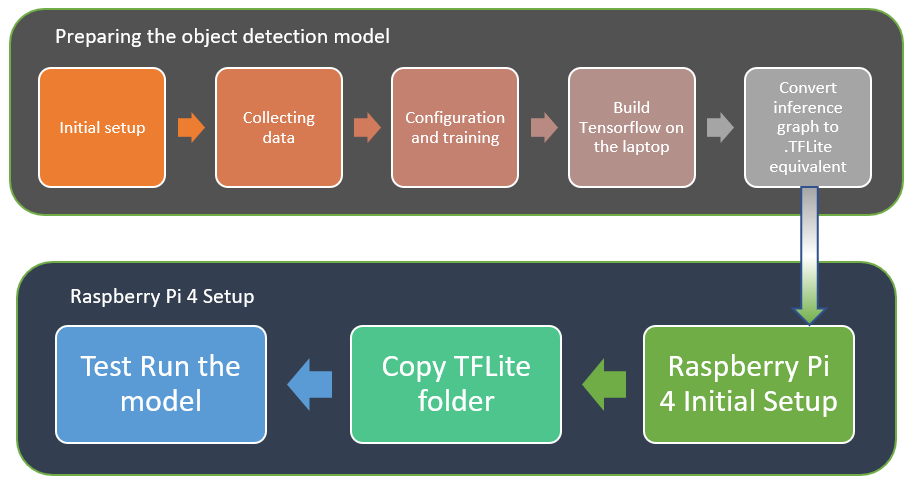 Preparing the object detection model
Initial setup
Collecting
data
Configuration
and training
Build
Tensorflow on
the laptop
Convert
inference
graph to
.TFLite
equivalent
Raspberry Pi 4 Setup
Test Run the
model
Copy TFLite
folder
Raspberry Pi
4 Initial Setup